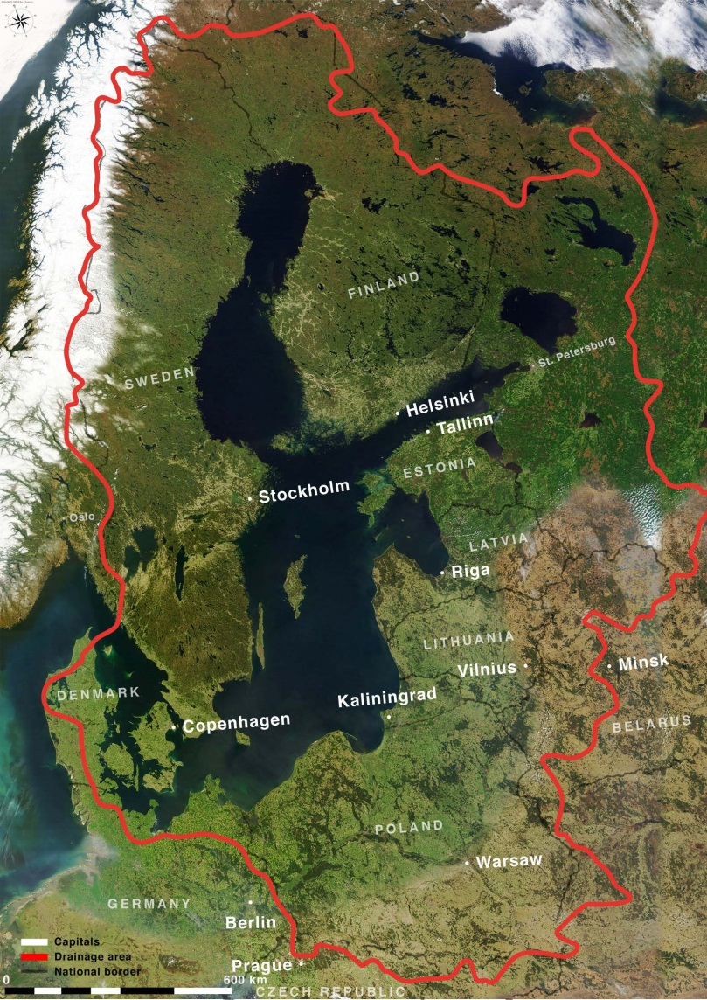 FINLAND
SWEDEN
St. Petersburg
Helsinki
Tallinn
ESTONIA
Stockholm
Oslo
LATVIA
Riga
LITHUANIA
Vilnius
Minsk
DENMARK
Kaliningrad
Copenhagen
BELARUS
POLAND
Warsaw
GERMANY
Berlin
Capitals
Drainage area
National border
Prague
0
600 km
CZECH REPUBLIC